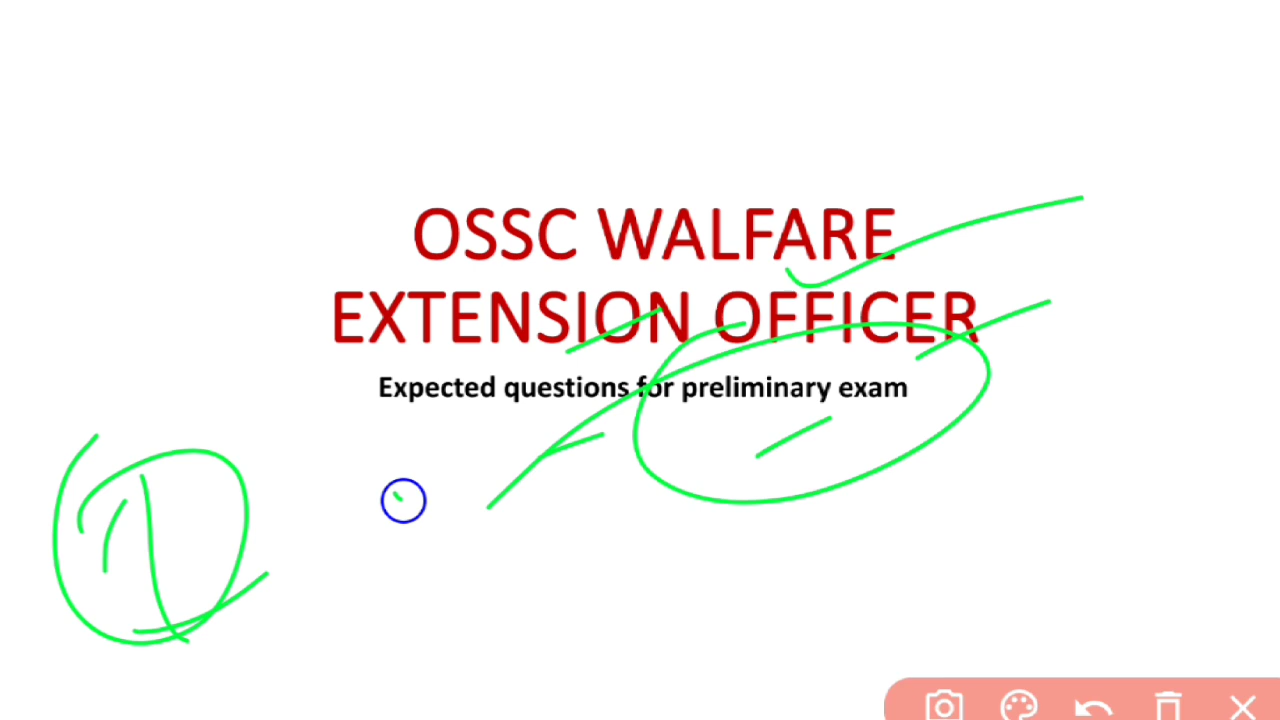 OSSC WALFARE
EXTENSION OFFICER
Expected questions for preliminary exam